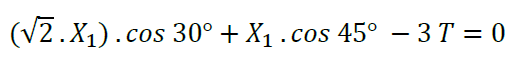 (√2 . X₁) . cos 30° + X₁ . cos 45° − 3 T = 0